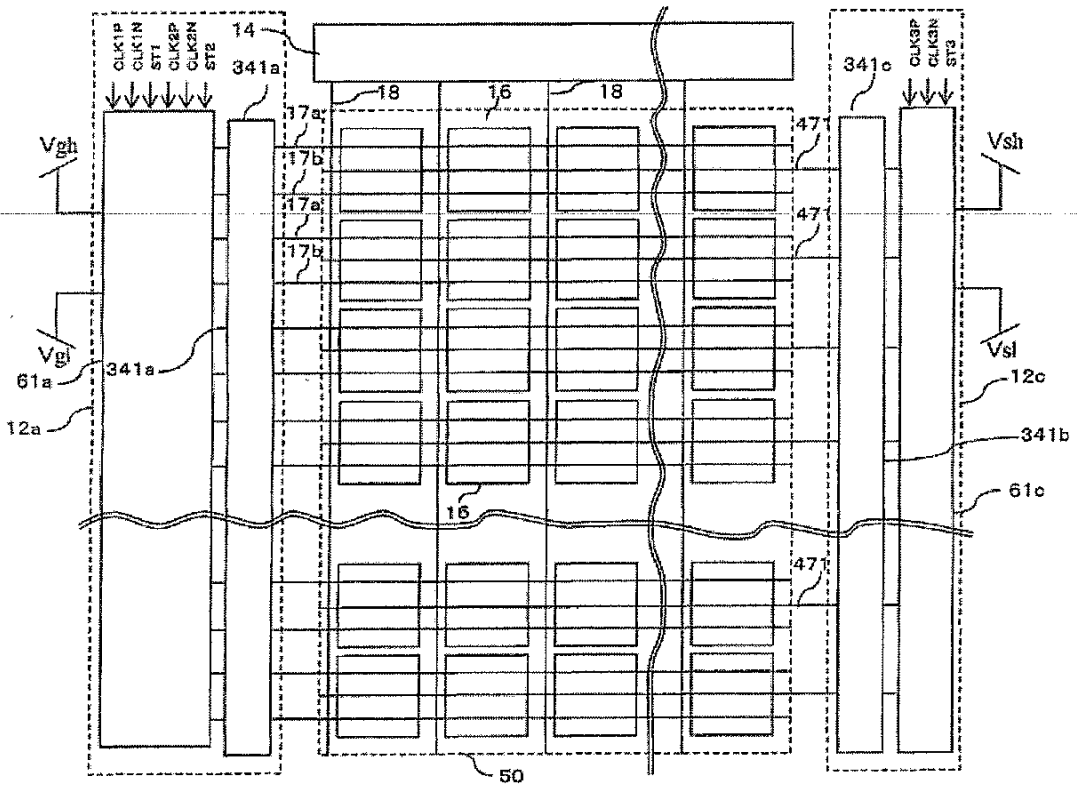 CLK1P
CLK1N
ST1
CLK2P
CLK2N
ST2
14
341a
18
16
18
341c
CLK3P
CLK3N
ST3
17a
471
Vgh
17b
Vsh
17a
471
17b
Vgl
341a
Vsl
61a
12c
12a
341b
16
61c
471
50